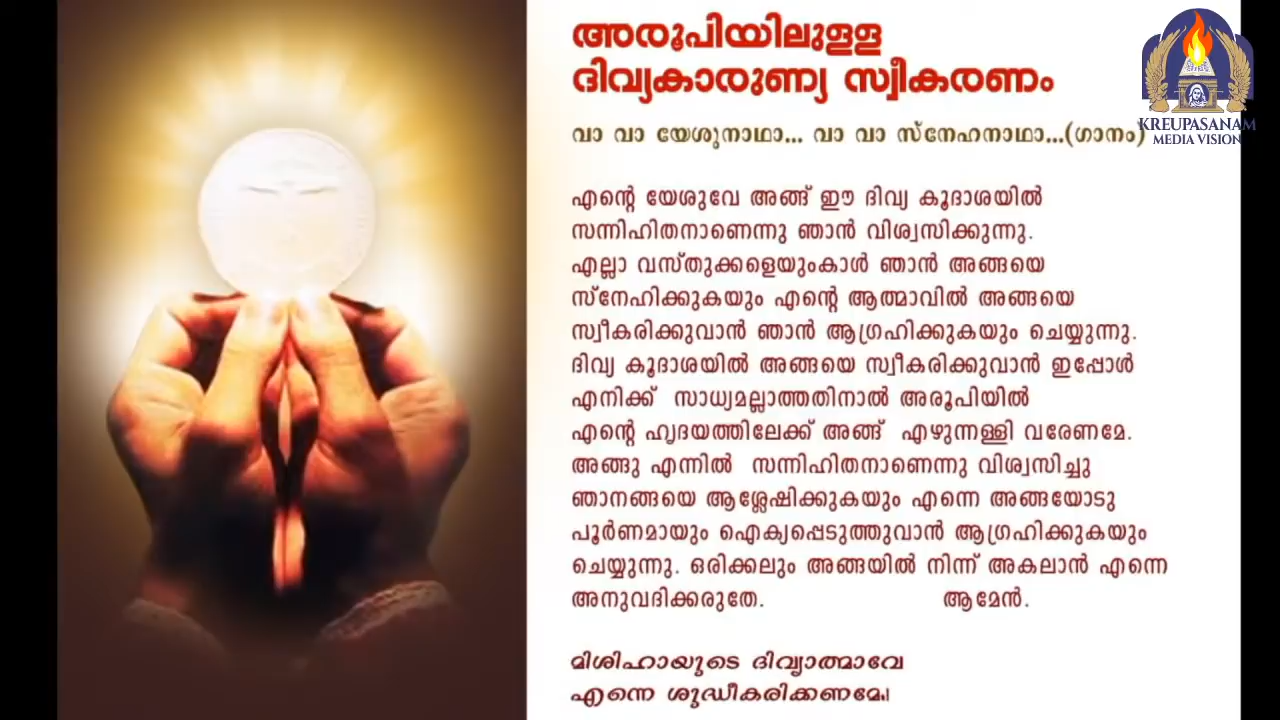 അരൂപിയിലുളള
ദിവ്യകാരുണ്യ സ്വീകരണം
വാ വാ യേശുനാഥാ... വാ വാ സ്നേഹനാഥാ...(ഗാനം)
KREUPASANAM
MEDIA VISION
എന്റെ യേശുവേ അങ്ങ് ഈ ദിവ്യ കൂദാശയിൽ
സന്നിഹിതനാണെന്നു ഞാൻ വിശ്വസിക്കുന്നു.
എല്ലാ വസ്തുക്കളെയുംകാൾ ഞാൻ അങ്ങയെ
സ്നേഹിക്കുകയും എന്റെ ആത്മാവിൽ അങ്ങയെ
സ്വീകരിക്കുവാൻ ഞാൻ ആഗ്രഹിക്കുകയും ചെയ്യുന്നു.
ദിവ്യ കൂദാശയിൽ അങ്ങയെ സ്വീകരിക്കുവാൻ ഇപ്പോൾ
എനിക്ക് സാധ്യമല്ലാത്തതിനാൽ അരൂപിയിൽ
എന്റെ ഹൃദയത്തിലേക്ക് അങ്ങ് എഴുന്നള്ളി വരേണമേ.
അങ്ങു എന്നിൽ സന്നിഹിതനാണെന്നു വിശ്വസിച്ചു
ഞാനങ്ങയെ ആശ്ലേഷിക്കുകയും എന്നെ അങ്ങയോടു
പൂർണമായും ഐക്യപ്പെടുത്തുവാൻ ആഗ്രഹിക്കുകയും
ചെയ്യുന്നു. ഒരിക്കലും അങ്ങയിൽ നിന്ന് അകലാൻ എന്നെ
അനുവദിക്കരുതേ. ആമേൻ.
മിശിഹായുടെ ദിവ്യാത്മാവേ
എന്നെ ശുദ്ധീകരിക്കണമേ!